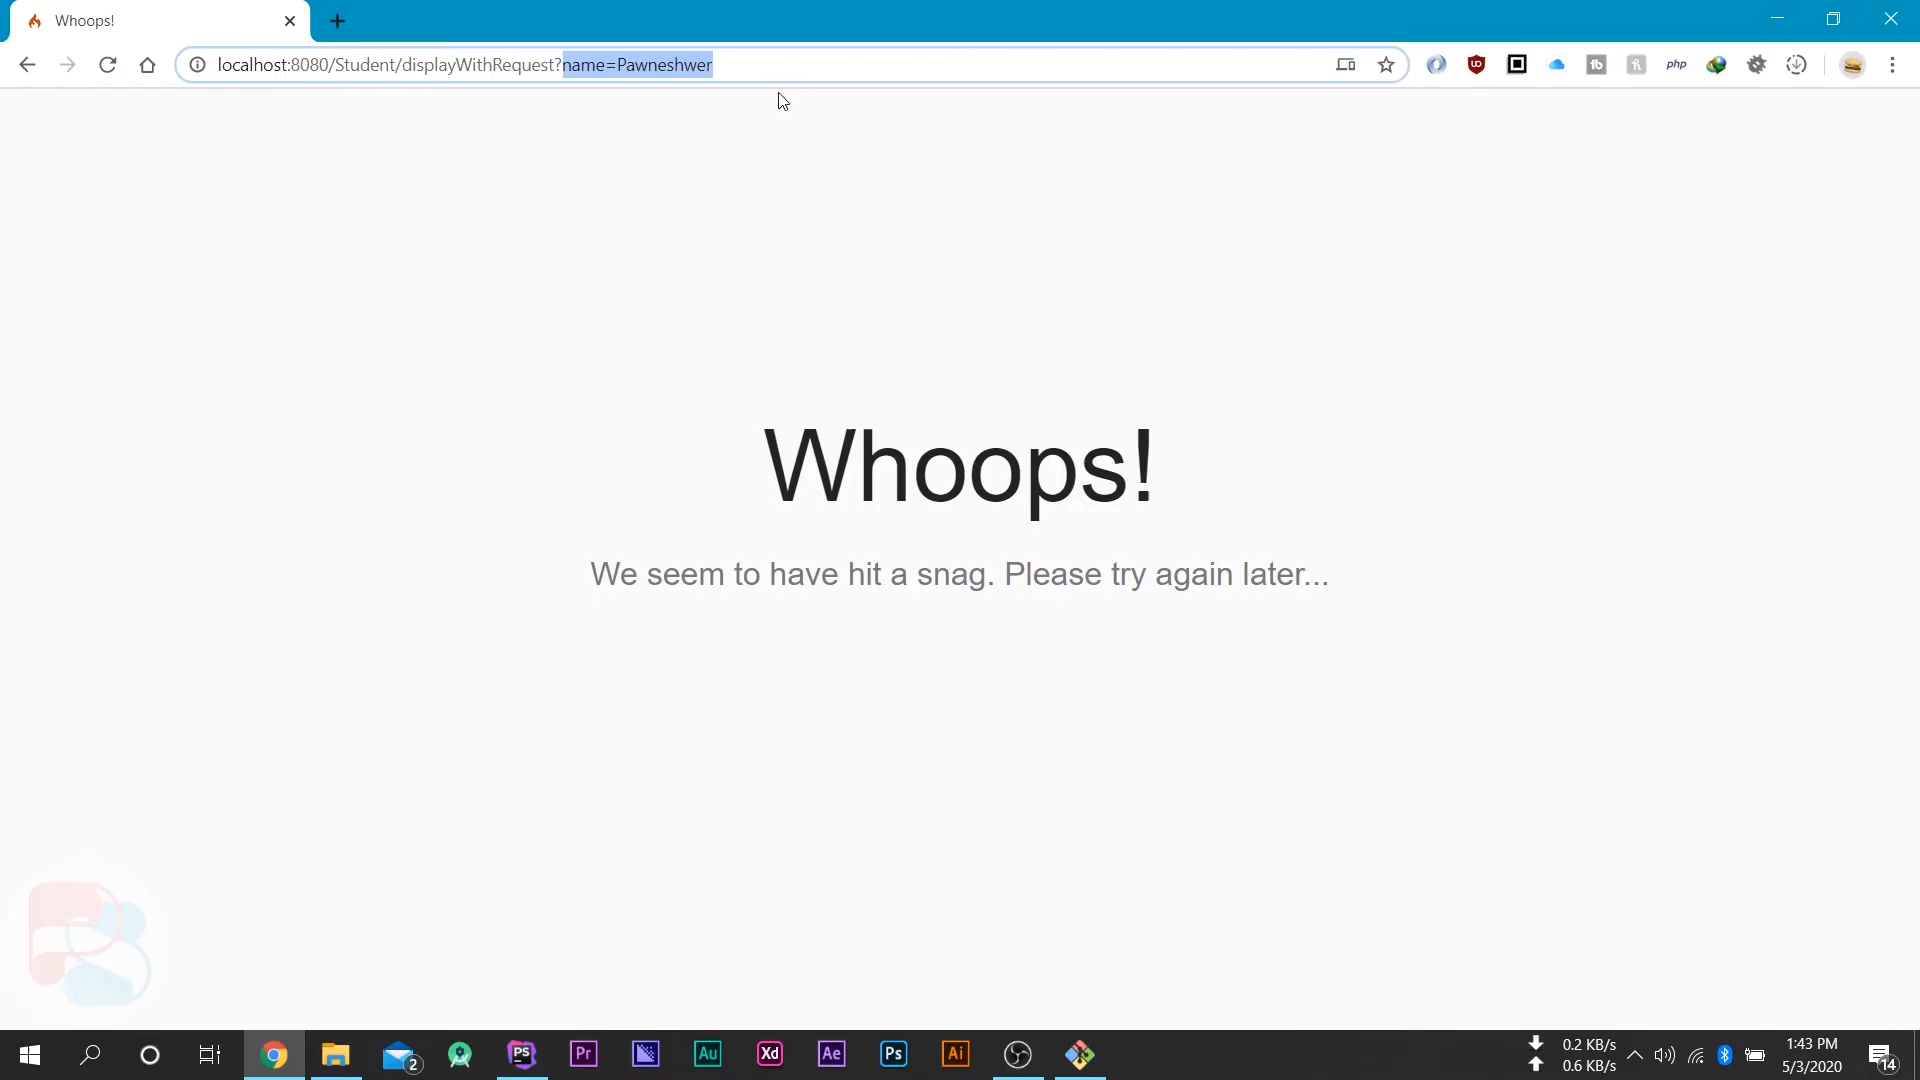 Whoops!
localhost:8080/Student/displayWithRequest?name=Pawneshwer
php
Whoops!
We seem to have hit a snag. Please try again later...
2
PS
Pr
Au
Xd
Ae
Ps
Ai
0.2 KB/s
0.6 KB/s
1:43 PM
5/3/2020
14